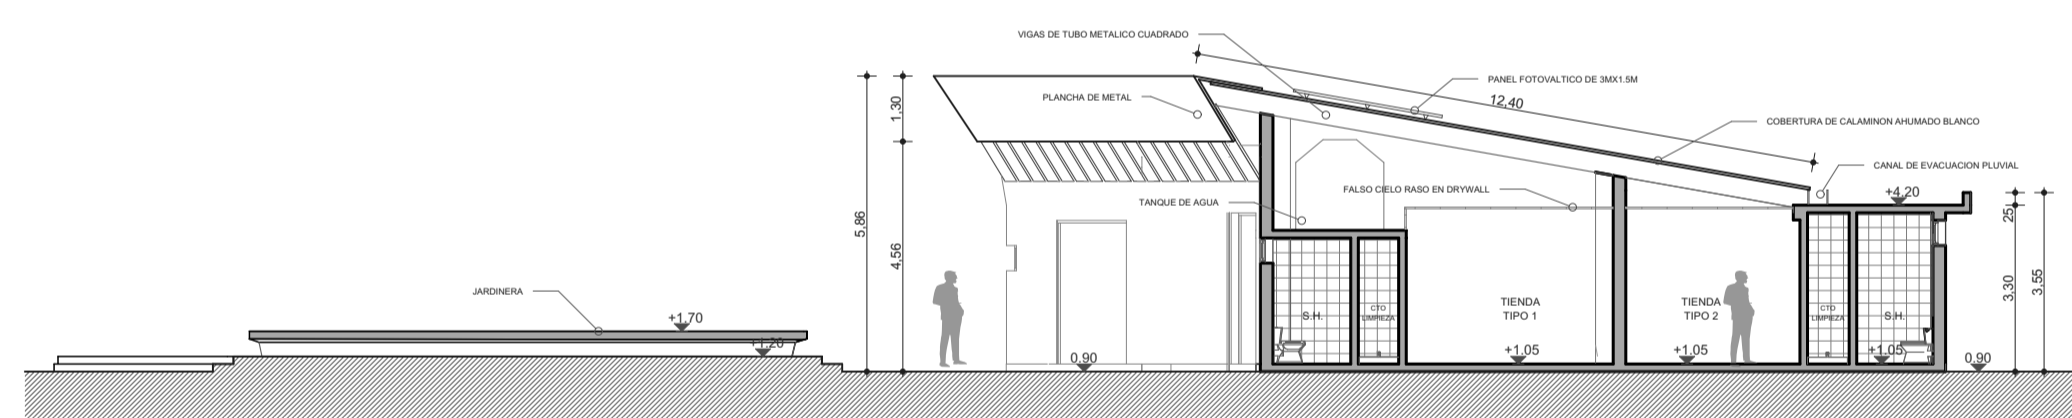 VIGAS DE TUBO METALICO CUADRADO
PANEL FOTOVALTICO DE 3MX1.5M
12,40
PLANCHA DE METAL
1,30
COBERTURA DE CALAMINON AHUMADO BLANCO
CANAL DE EVACUACION PLUVIAL
FALSO CIELO RASO EN DRYWALL
+4,20
TANQUE DE AGUA
25
5,86
4,56
3,30
3,55
JARDINERA
+1,70
+1,20
S.H.
CTO
LIMPIEZA
TIENDA
TIPO 1
TIENDA
TIPO 2
CTO
LIMPIEZA
S.H.
0,90
+1,05
+1,05
+1,05
0,90